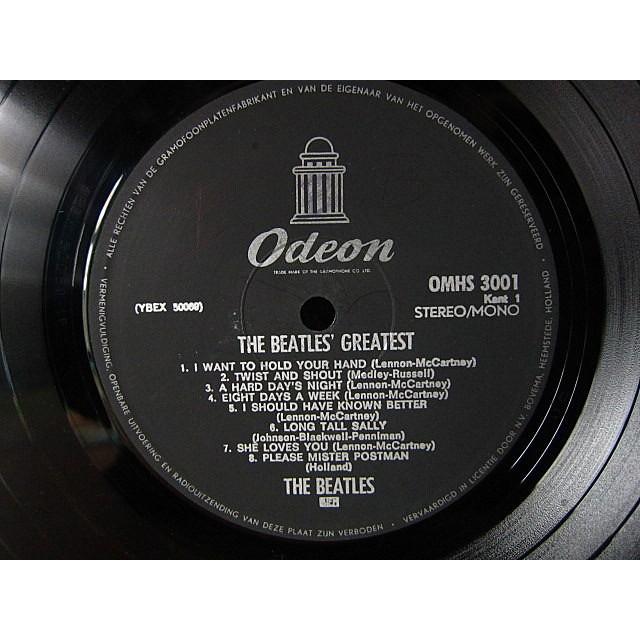 ALLE RECHTEN VAN DE GRAMOFOONPLATENFABRIKANT EN VAN DE EIGENAAR VAN HET OPGENOMEN WERK ZIJN GERESERVEERD
Odeon
TRADE MARK OF THE GRAMOPHONE CO. LTD.
(YBEX 50069)
OMHS 3001
Kant 1
STEREO/MONO
THE BEATLES' GREATEST
1. I WANT TO HOLD YOUR HAND (Lennon-McCartney)
2. TWIST AND SHOUT (Medley-Russell)
3. A HARD DAY'S NIGHT (Lennon-McCartney)
4. EIGHT DAYS A WEEK (Lennon-McCartney)
5. I SHOULD HAVE KNOWN BETTER
(Lennon-McCartney)
6. LONG TALL SALLY
(Johnson-Blackwell-Penniman)
7. SHE LOVES YOU (Lennon-McCartney)
8. PLEASE MISTER POSTMAN
(Holland)
THE BEATLES
VERMENIGVULDIGING, OPENBARE UITVOERING EN RADIOUITZENDING VAN DEZE PLAAT ZIJN VERBODEN • VERVAARDIGD IN LICENTIE DOOR N.V. BOVEMA, HEEMSTEDE, HOLLAND •